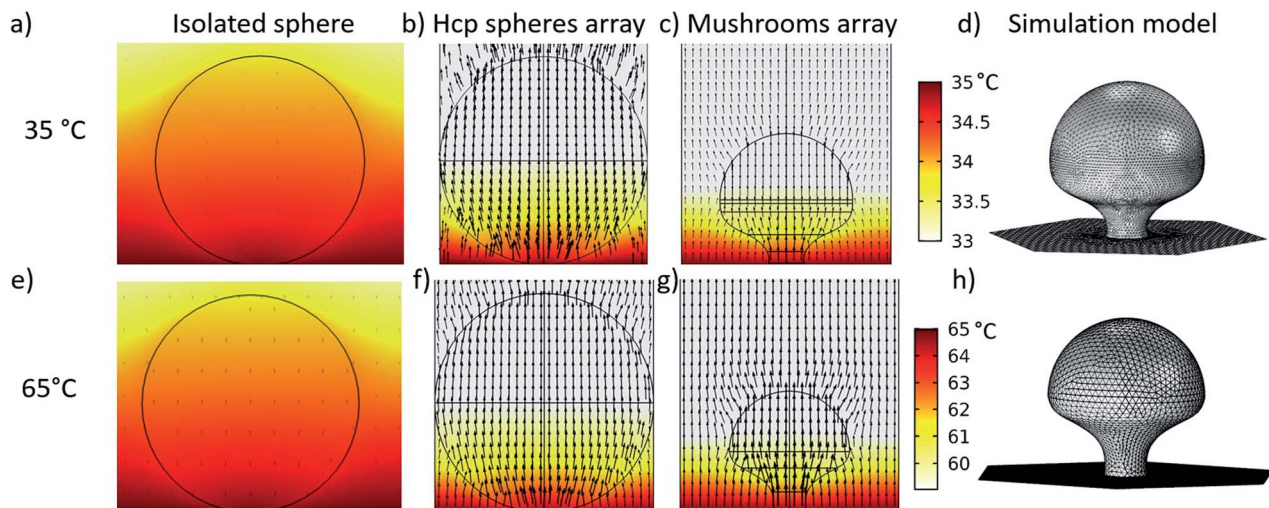 a) Isolated sphere b) Hcp spheres array c) Mushrooms array d) Simulation model
35 °C
35 °C
34.5
34
33.5
33
e) f) g) h)
65°C
65 °C
64
63
62
61
60